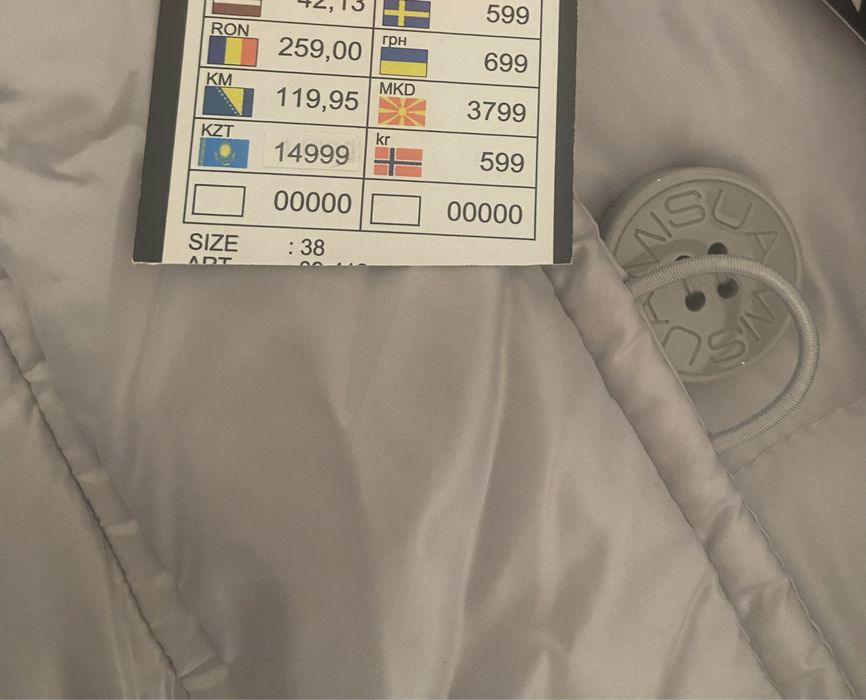 42,13 599
RON 259,00 грн 699
KM 119,95 MKD 3799
KZT 14999 kr 599
00000 00000
SIZE : 38
ART